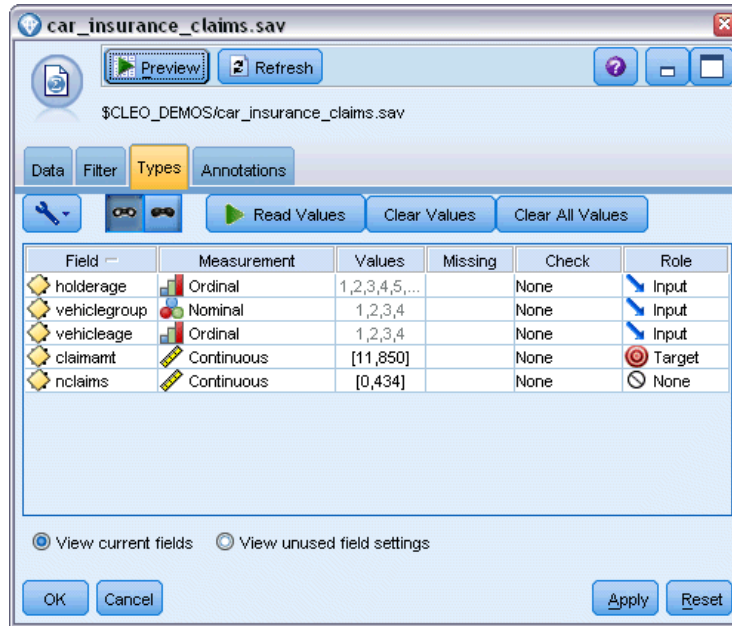 car_insurance_claims.sav
Preview Refresh
$CLEO_DEMOS/car_insurance_claims.sav
Data Filter Types Annotations
Read Values Clear Values Clear All Values
Field Measurement Values Missing Check Role
holderage Ordinal 1,2,3,4,5,... None Input
vehiclegroup Nominal 1,2,3,4 None Input
vehicleage Ordinal 1,2,3,4 None Input
claimamt Continuous [11,850] None Target
nclaims Continuous [0,434] None None
View current fields View unused field settings
OK Cancel Apply Reset